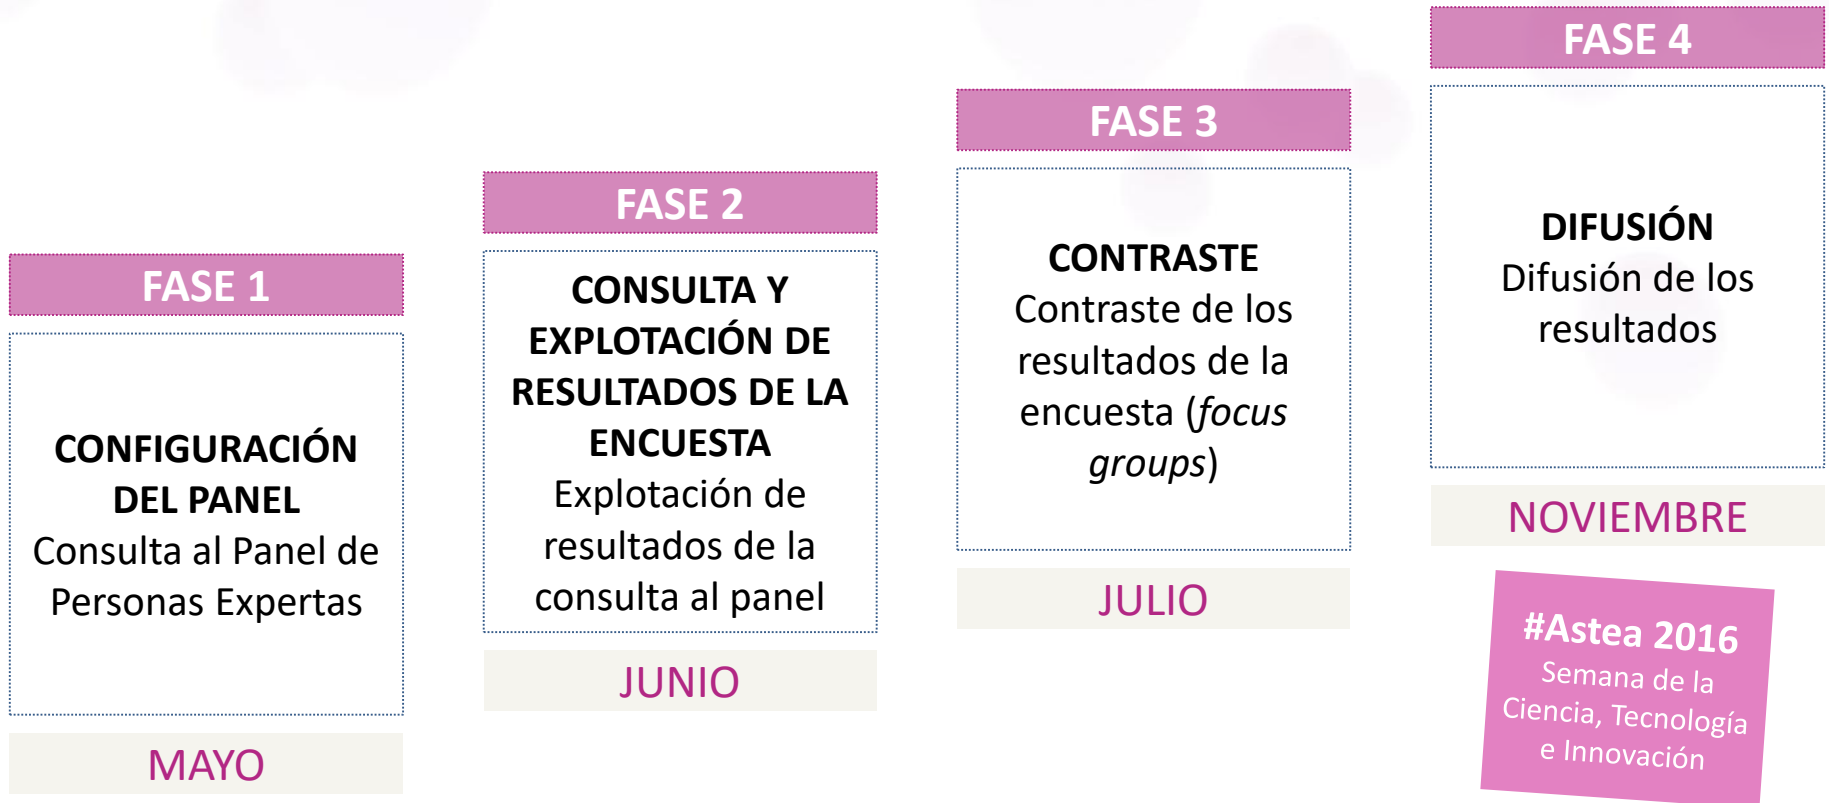 FASE 1
CONFIGURACIÓN
DEL PANEL
Consulta al Panel de
Personas Expertas
MAYO
FASE 2
CONSULTA Y
EXPLOTACIÓN DE
RESULTADOS DE LA
ENCUESTA
Explotación de
resultados de la
consulta al panel
JUNIO
FASE 3
CONTRASTE
Contraste de los
resultados de la
encuesta (focus
groups)
JULIO
FASE 4
DIFUSIÓN
Difusión de los
resultados
NOVIEMBRE
#Astea 2016
Semana de la
Ciencia, Tecnología
e Innovación